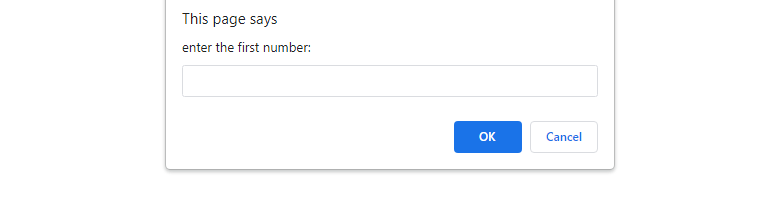 This page says
enter the first number:
OK
Cancel